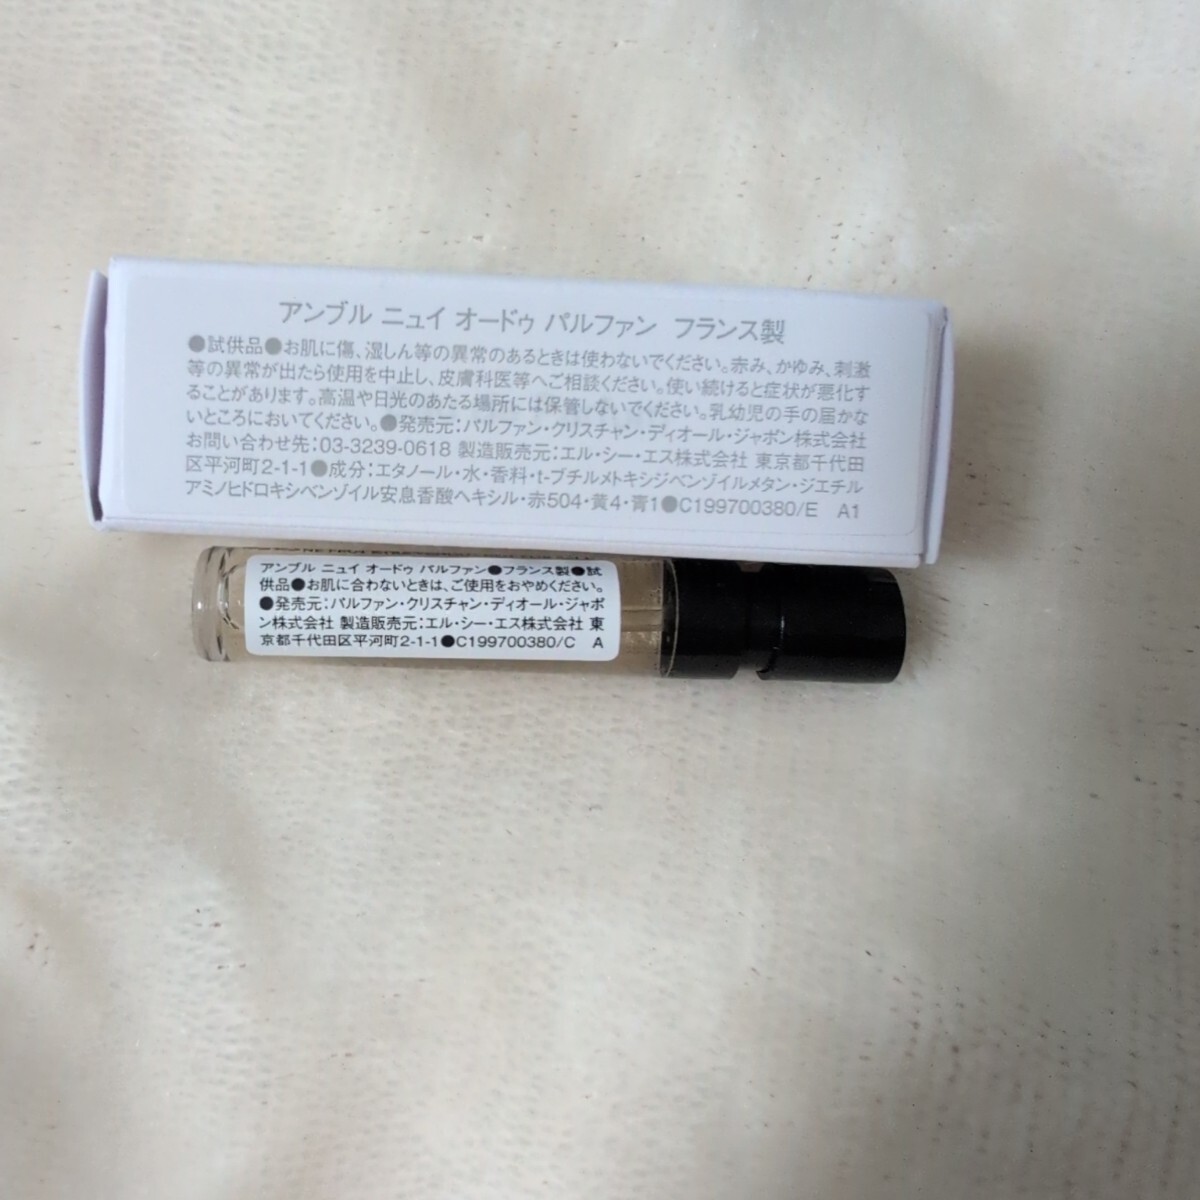 アンブル ニュイ オードゥ パルファン フランス製
●試供品●お肌に傷、湿しん等の異常のあるときは使わないでください。赤み、かゆみ、刺激
等の異常が出たら使用を中止し、皮膚科医等へご相談ください。使い続けると症状が悪化す
ることがあります。高温や日光のあたる場所には保管しないでください。乳幼児の手の届かな
いところにおいてください。●発売元:パルファン・クリスチャン・ディオール・ジャポン株式会社
お問い合わせ先:03-3239-0618 製造販売元:エル・シー・エス株式会社 東京都千代田
区平河町2-1-1●成分:エタノール・水・香料・t-ブチルメトキシジベンゾイルメタン・ジエチル
アミノヒドロキシベンゾイル安息香酸ヘキシル・赤504・黄4・青1●C199700380/E A1
アンブル ニュイ オードゥ パルファン●フランス製●試
供品●お肌に合わないときは、ご使用をおやめください。
●発売元:パルファン・クリスチャン・ディオール・ジャポ
ン株式会社 製造販売元:エル・シー・エス株式会社 東
京都千代田区平河町2-1-1●C199700380/C A